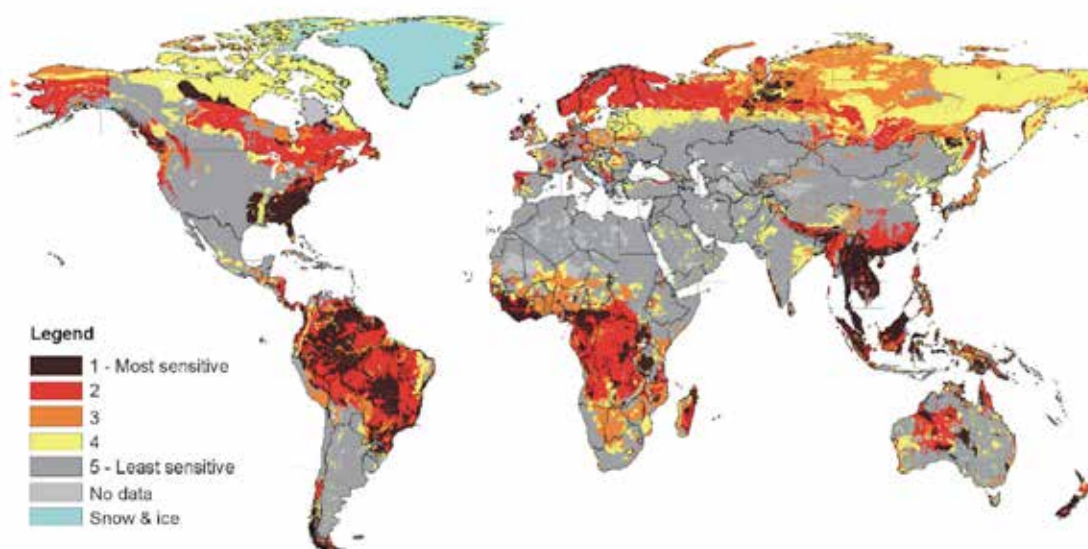 Legend
1 - Most sensitive
2
3
4
5 - Least sensitive
No data
Snow & ice